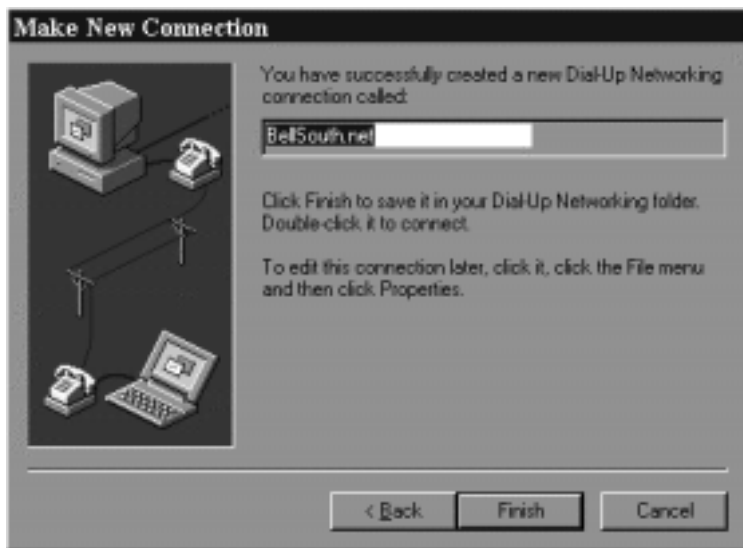 Make New Connection
You have successfully created a new Dial-Up Networking
connection called:
BellSouth.net
Click Finish to save it in your Dial-Up Networking folder.
Double-click it to connect.
To edit this connection later, click it, click the File menu
and then click Properties.
< Back
Finish
Cancel